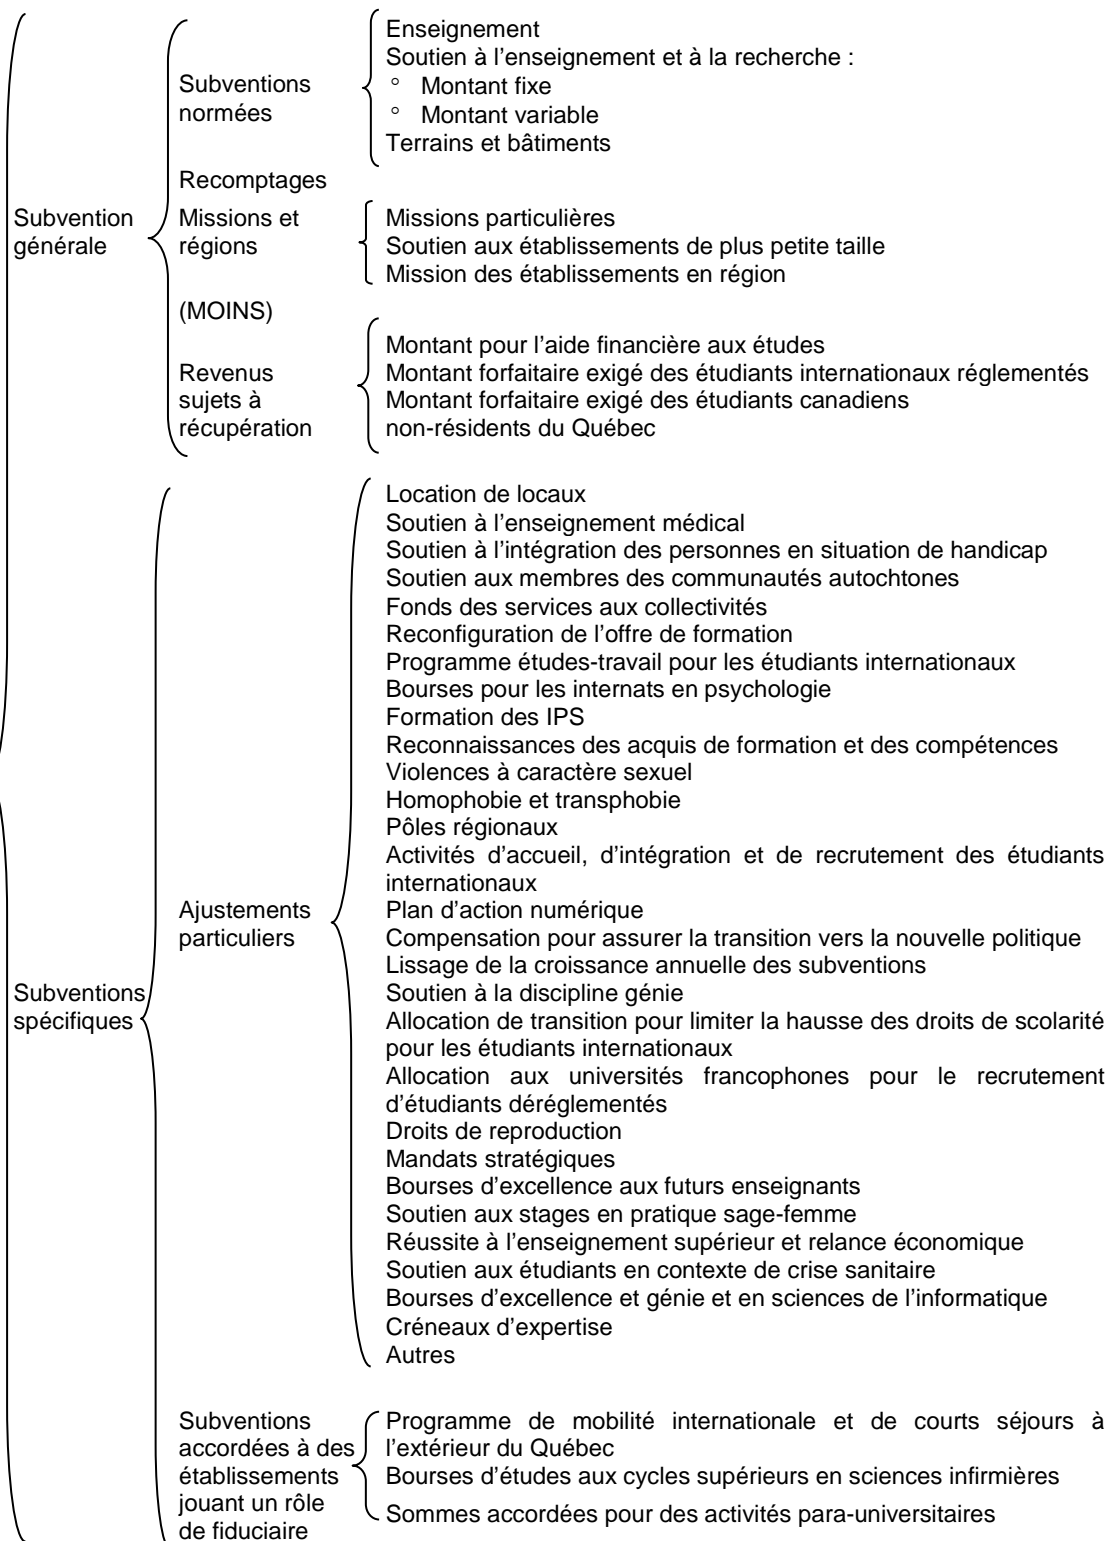 Enseignement
Soutien à l’enseignement et à la recherche :
° Montant fixe
° Montant variable
Terrains et bâtiments
Subventions
normées
Recomptages
Subvention
générale
Missions et
régions
Missions particulières
Soutien aux établissements de plus petite taille
Mission des établissements en région
(MOINS)
Revenus
sujets à
récupération
Montant pour l’aide financière aux études
Montant forfaitaire exigé des étudiants internationaux réglementés
Montant forfaitaire exigé des étudiants canadiens
non-résidents du Québec
Subventions
spécifiques
Ajustements
particuliers
Location de locaux
Soutien à l’enseignement médical
Soutien à l’intégration des personnes en situation de handicap
Soutien aux membres des communautés autochtones
Fonds des services aux collectivités
Reconfiguration de l’offre de formation
Programme études-travail pour les étudiants internationaux
Bourses pour les internats en psychologie
Formation des IPS
Reconnaissances des acquis de formation et des compétences
Violences à caractère sexuel
Homophobie et transphobie
Pôles régionaux
Activités d’accueil, d’intégration et de recrutement des étudiants
internationaux
Plan d’action numérique
Compensation pour assurer la transition vers la nouvelle politique
Lissage de la croissance annuelle des subventions
Soutien à la discipline génie
Allocation de transition pour limiter la hausse des droits de scolarité
pour les étudiants internationaux
Allocation aux universités francophones pour le recrutement
d’étudiants déréglementés
Droits de reproduction
Mandats stratégiques
Bourses d’excellence aux futurs enseignants
Soutien aux stages en pratique sage-femme
Réussite à l’enseignement supérieur et relance économique
Soutien aux étudiants en contexte de crise sanitaire
Bourses d’excellence et génie et en sciences de l’informatique
Créneaux d’expertise
Autres
Subventions
accordées à des
établissements
jouant un rôle
de fiduciaire
Programme de mobilité internationale et de courts séjours à
l’extérieur du Québec
Bourses d’études aux cycles supérieurs en sciences infirmières
Sommes accordées pour des activités para-universitaires